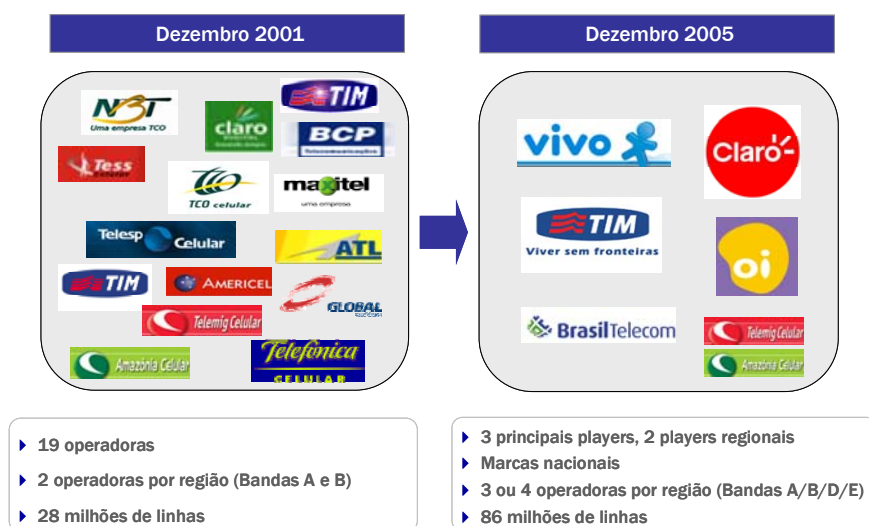 Dezembro 2001
Dezembro 2005
NBT
Uma empresa TCO
claro
TIM
BCP
Telecomunicações
Tess
Celular
TCO celular
maxitel
uma empresa
Telesp Celular
ATL
TIM
AMERICEL
GLOBAL
Telemig Celular
Amazônia Celular
Telefônica
CELULAR
vivo
Claro
TIM
Viver sem fronteiras
oi
BrasilTelecom
Telemig Celular
Amazônia Celular
19 operadoras
2 operadoras por região (Bandas A e B)
28 milhões de linhas
3 principais players, 2 players regionais
Marcas nacionais
3 ou 4 operadoras por região (Bandas A/B/D/E)
86 milhões de linhas